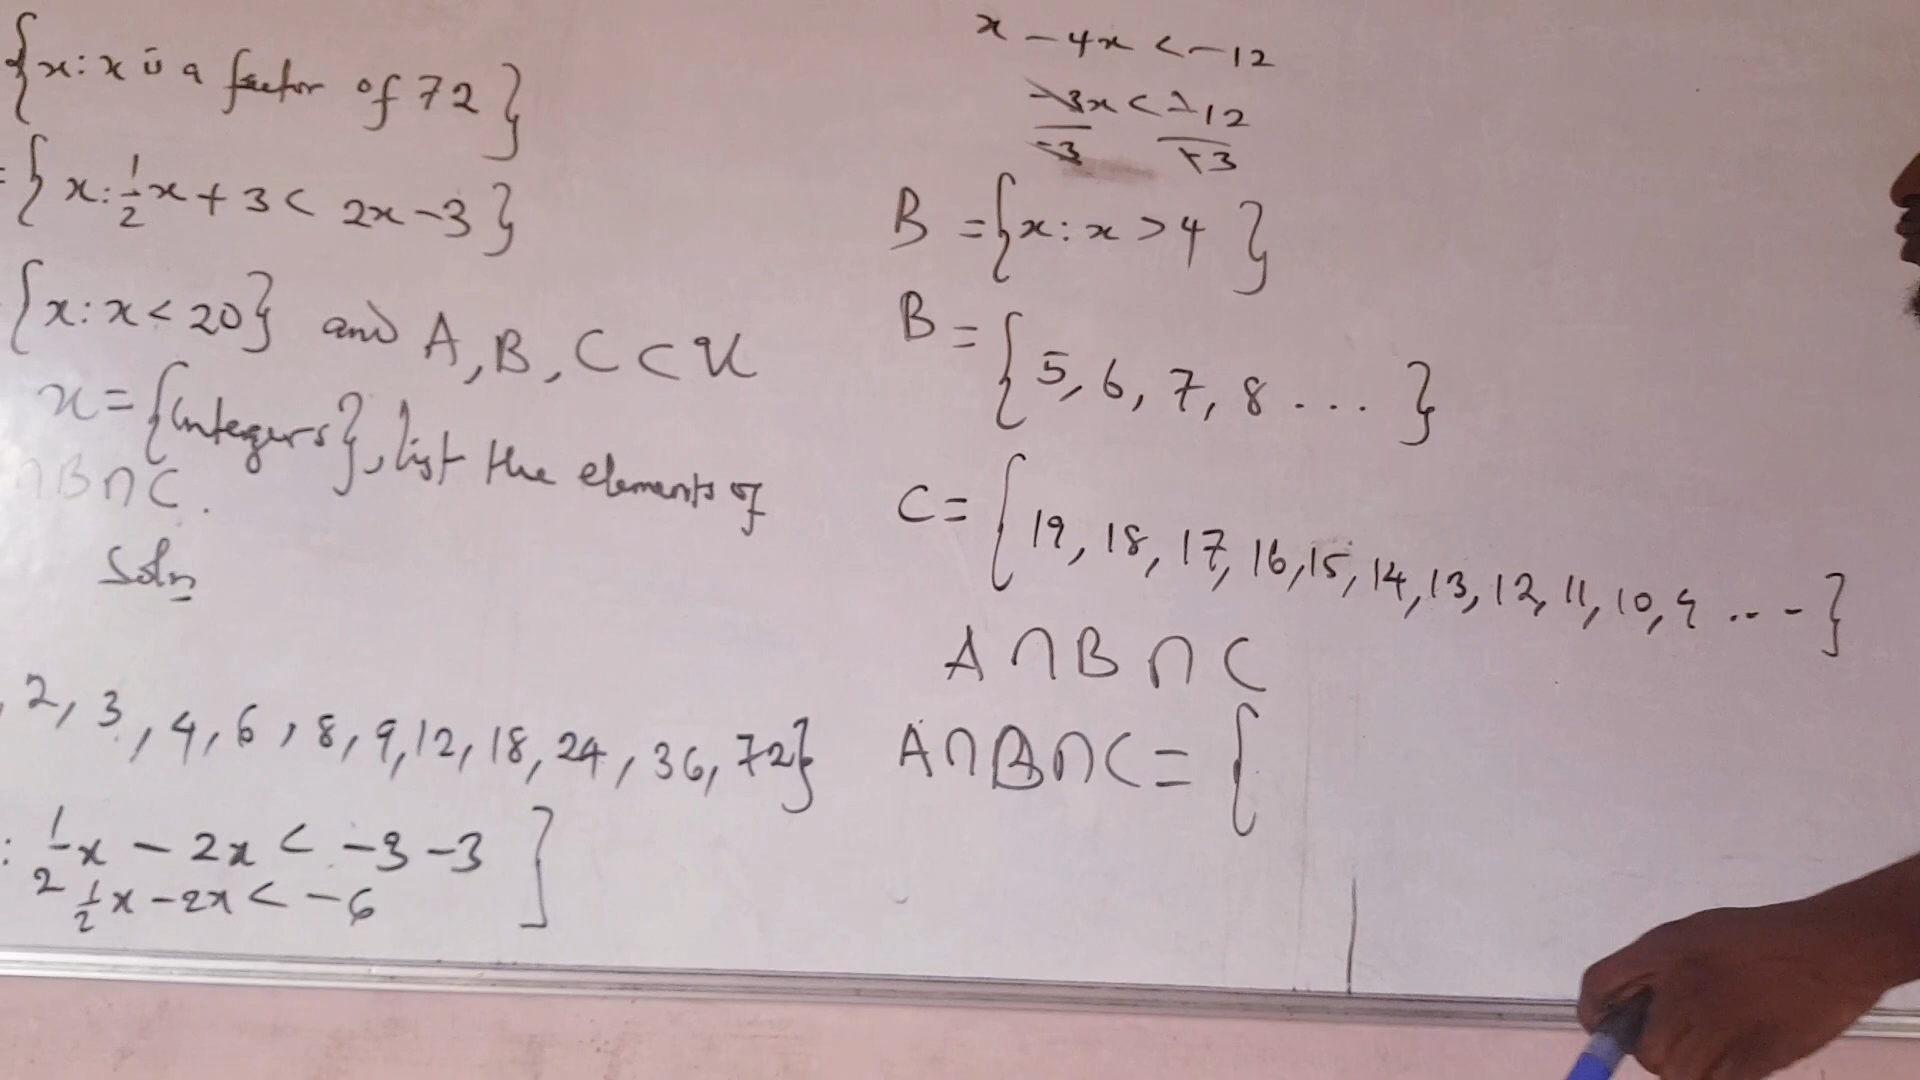 {x: x is a factor of 72}
= {x: 1/2 x + 3 < 2x - 3}
{x: x < 20} and A, B, C ⊂ U
U = {integers}, list the elements of
∩B∩C.
Soln
, 2, 3, 4, 6, 8, 9, 12, 18, 24, 36, 72}
: 1/2 x - 2x < -3 - 3 ]
1/2 x - 2x < -6
x - 4x < -12
-3x < -12
-3 -3
B = {x: x > 4}
B = {5, 6, 7, 8 ... }
C = {19, 18, 17, 16, 15, 14, 13, 12, 11, 10, 9 ... }
A ∩ B ∩ C
A∩B∩C = {